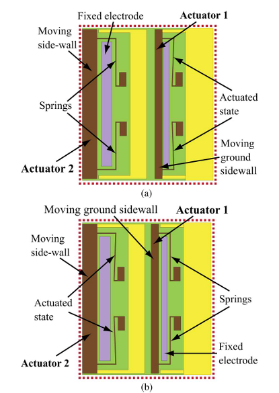 Fixed electrode
Actuator 1
Moving
side-wall
Springs
Actuated
state
Actuator 2
Moving
ground
sidewall
(a)
Moving ground sidewall
Actuator 1
Moving
side-wall
Actuated
state
Springs
Actuator 2
Fixed
electrode
(b)